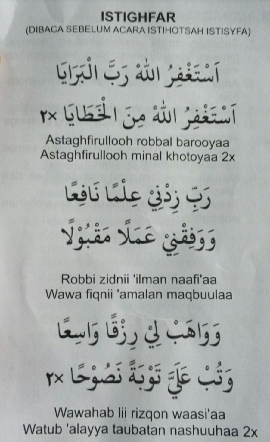 ISTIGHFAR
(DIBACA SEBELUM ACARA ISTIHOTSAH ISTISYFA)
اَسْتَغْفِرُ اللهْ رَبَّ الْبَرَايَا
اَسْتَغْفِرُ اللهْ مِنَ الْخَطَايَا ×٢
Astaghfirullooh robbal barooyaa
Astaghfirullooh minal khotoyaa 2x
رَبِّ زِدْنِيْ عِلْمًا نَافِعًا
وَوَفِّقْنِيْ عَمَلًا مَقْبُوْلًا
Robbi zidnii 'ilman naafi'aa
Wawa fiqnii 'amalan maqbuulaa
وَوَاهَبْ لِيْ رِزْقًا وَاسِعًا
وَتُبْ عَلَيَّ تَوْبَةً نَصُوْحًا ×٢
Wawahab lii rizqon waasi'aa
Watub 'alayya taubatan nashuuhaa 2x